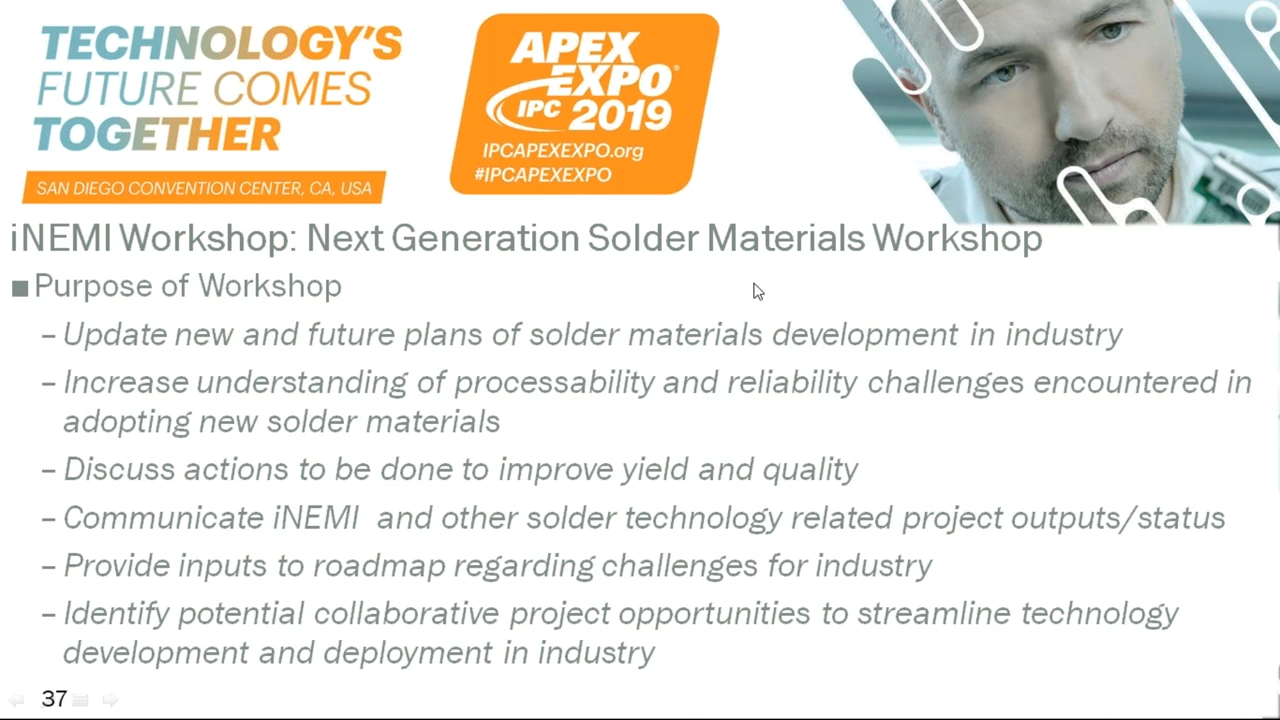 TECHNOLOGY'S
FUTURE COMES
TOGETHER
SAN DIEGO CONVENTION CENTER, CA, USA
APEX
EXPO®
IPC 2019
IPCAPEXEXPO.org
#IPCAPEXEXPO
iNEMI Workshop: Next Generation Solder Materials Workshop
■ Purpose of Workshop
– Update new and future plans of solder materials development in industry
– Increase understanding of processability and reliability challenges encountered in
adopting new solder materials
– Discuss actions to be done to improve yield and quality
– Communicate iNEMI and other solder technology related project outputs/status
– Provide inputs to roadmap regarding challenges for industry
– Identify potential collaborative project opportunities to streamline technology
development and deployment in industry
37